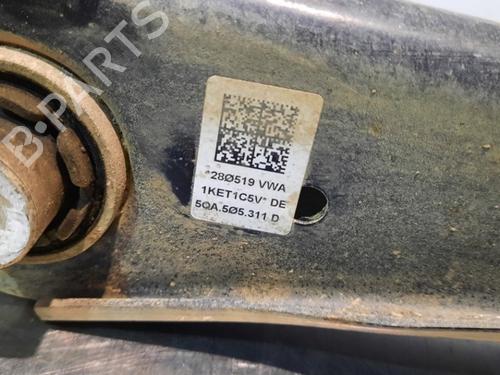 B-PARTS
*28Ø519 VWA
1KET1C5V* DE
5QA.5Ø5.311 D